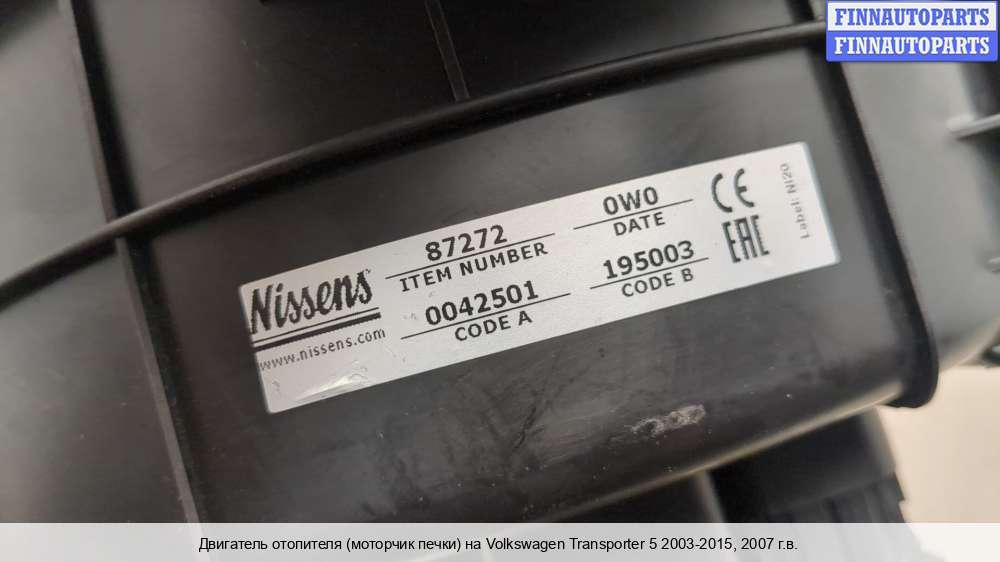 FINNAUTOPARTS
FINNAUTOPARTS
Nissens
www.nissens.com
87272
ITEM NUMBER
0042501
CODE A
0W0
DATE
195003
CODE B
CE
EAC
Label: NI20
Двигатель отопителя (моторчик печки) на Volkswagen Transporter 5 2003-2015, 2007 г.в.